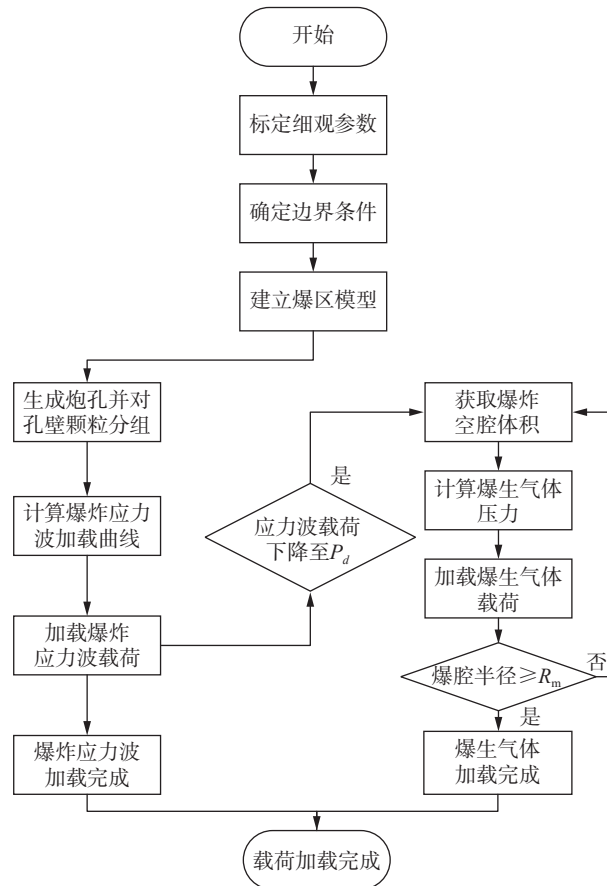 开始
标定细观参数
确定边界条件
建立爆区模型
生成炮孔并对
孔壁颗粒分组
计算爆炸应力
波加载曲线
加载爆炸
应力波载荷
爆炸应力波
加载完成
是
应力波载荷
下降至P_d
获取爆炸
空腔体积
计算爆生气体
压力
加载爆生气体
载荷
爆腔半径≥R_m
否
是
爆生气体
加载完成
载荷加载完成